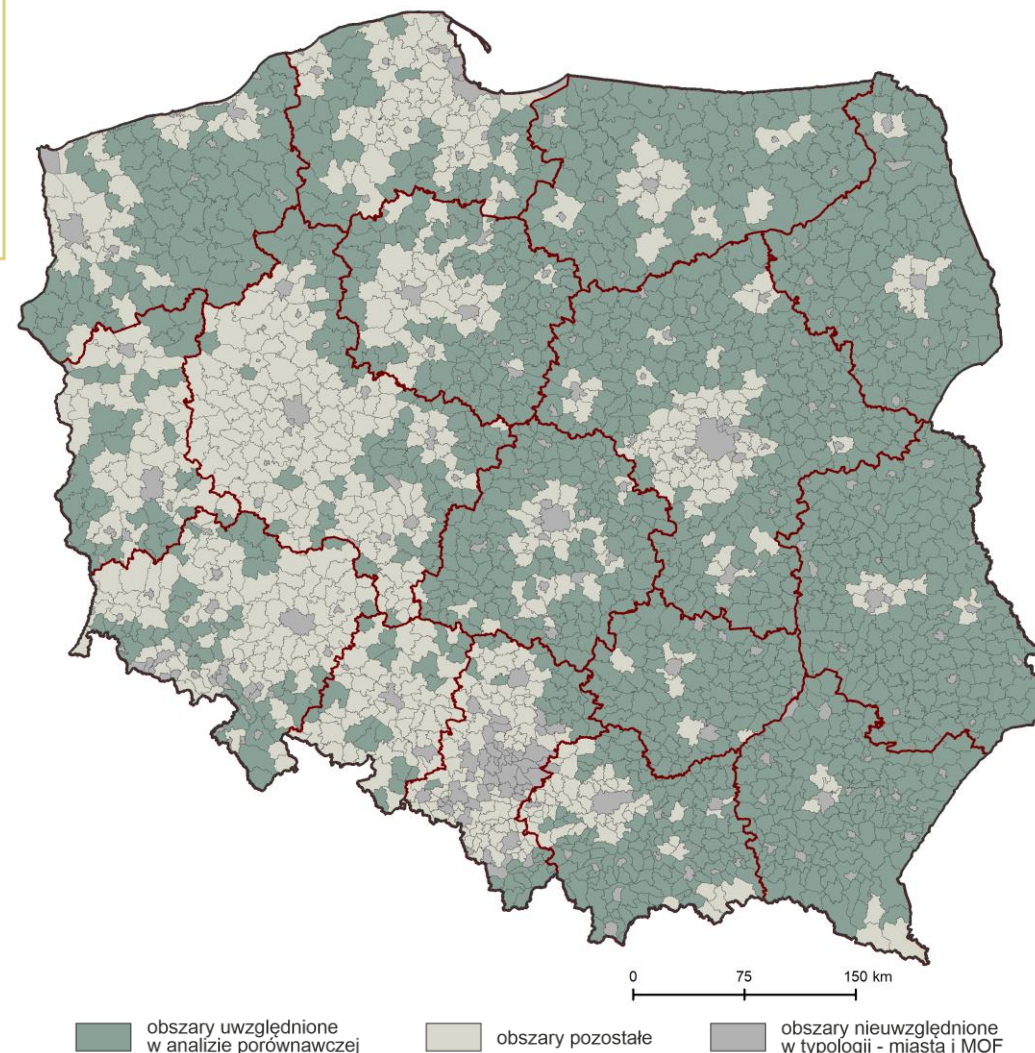 0 75 150 km
obszary uwzględnione
w analizie porównawczej
obszary pozostałe
obszary nieuwzględnione
w typologii - miasta i MOF